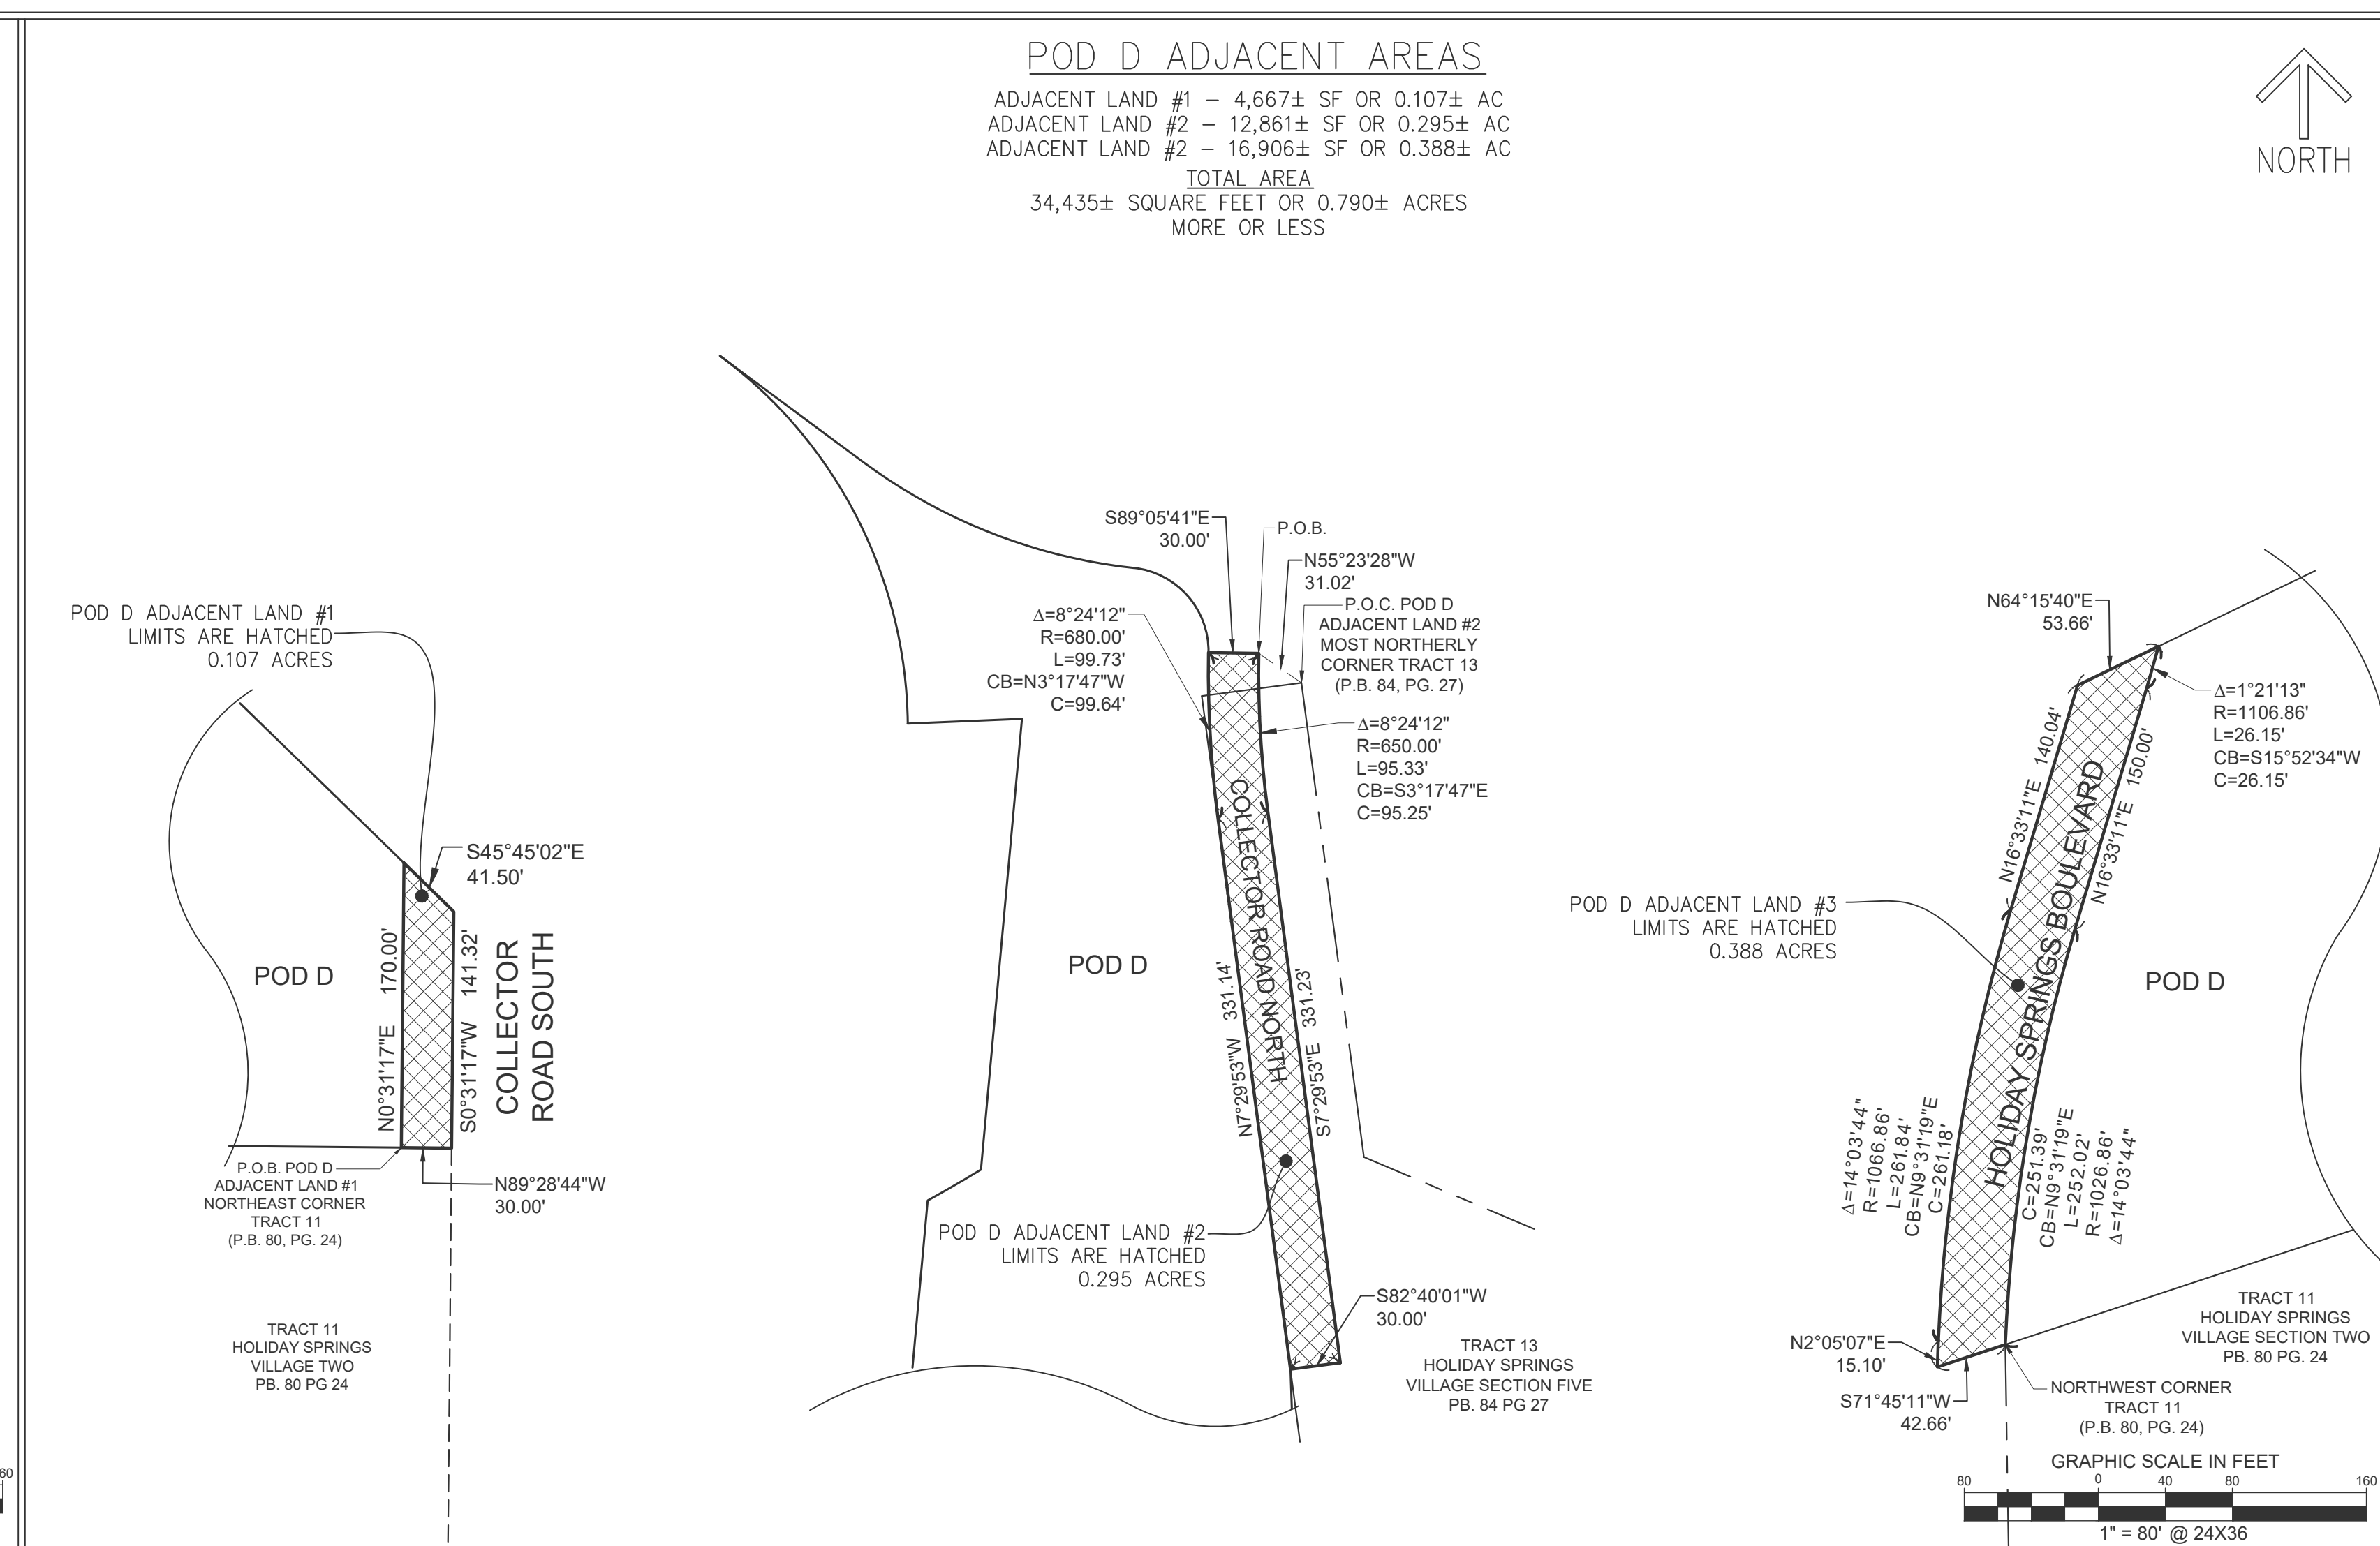 POD D ADJACENT AREAS
ADJACENT LAND #1 – 4,667± SF OR 0.107± AC
ADJACENT LAND #2 – 12,861± SF OR 0.295± AC
ADJACENT LAND #2 – 16,906± SF OR 0.388± AC
TOTAL AREA
34,435± SQUARE FEET OR 0.790± ACRES
MORE OR LESS
NORTH
POD D ADJACENT LAND #1
LIMITS ARE HATCHED
0.107 ACRES
S45°45'02"E
41.50'
POD D
N0°31'17"E 170.00'
S0°31'17"W 141.32'
COLLECTOR
ROAD SOUTH
P.O.B. POD D
ADJACENT LAND #1
NORTHEAST CORNER
TRACT 11
(P.B. 80, PG. 24)
N89°28'44"W
30.00'
TRACT 11
HOLIDAY SPRINGS
VILLAGE TWO
PB. 80 PG 24
60
S89°05'41"E
30.00'
P.O.B.
N55°23'28"W
31.02'
P.O.C. POD D
ADJACENT LAND #2
MOST NORTHERLY
CORNER TRACT 13
(P.B. 84, PG. 27)
Δ=8°24'12"
R=680.00'
L=99.73'
CB=N3°17'47"W
C=99.64'
Δ=8°24'12"
R=650.00'
L=95.33'
CB=S3°17'47"E
C=95.25'
COLLECTOR ROAD NORTH
POD D
N7°29'53"W 331.14'
S7°29'53"E 331.23'
POD D ADJACENT LAND #2
LIMITS ARE HATCHED
0.295 ACRES
S82°40'01"W
30.00'
TRACT 13
HOLIDAY SPRINGS
VILLAGE SECTION FIVE
PB. 84 PG 27
N64°15'40"E
53.66'
Δ=1°21'13"
R=1106.86'
L=26.15'
CB=S15°52'34"W
C=26.15'
N16°33'11"E 140.04'
N16°33'11"E 150.00'
HOLIDAY SPRINGS BOULEVARD
POD D ADJACENT LAND #3
LIMITS ARE HATCHED
0.388 ACRES
POD D
Δ=14°03'44"
R=1066.86'
L=261.84'
CB=N9°31'19"E
C=261.18'
C=251.39'
CB=N9°31'19"E
L=252.02'
R=1026.86'
Δ=14°03'44"
N2°05'07"E
15.10'
S71°45'11"W
42.66'
NORTHWEST CORNER
TRACT 11
(P.B. 80, PG. 24)
TRACT 11
HOLIDAY SPRINGS
VILLAGE SECTION TWO
PB. 80 PG. 24
GRAPHIC SCALE IN FEET
80 0 40 80 160
1" = 80' @ 24X36